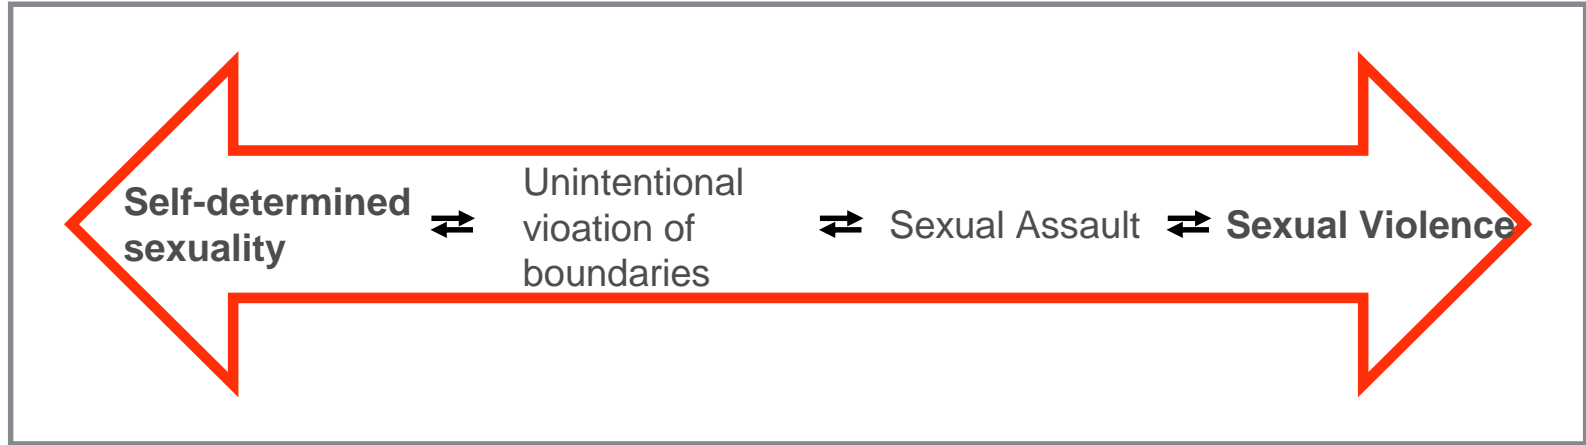 Self-determined
sexuality
Unintentional
vioation of
boundaries
Sexual Assault
Sexual Violence